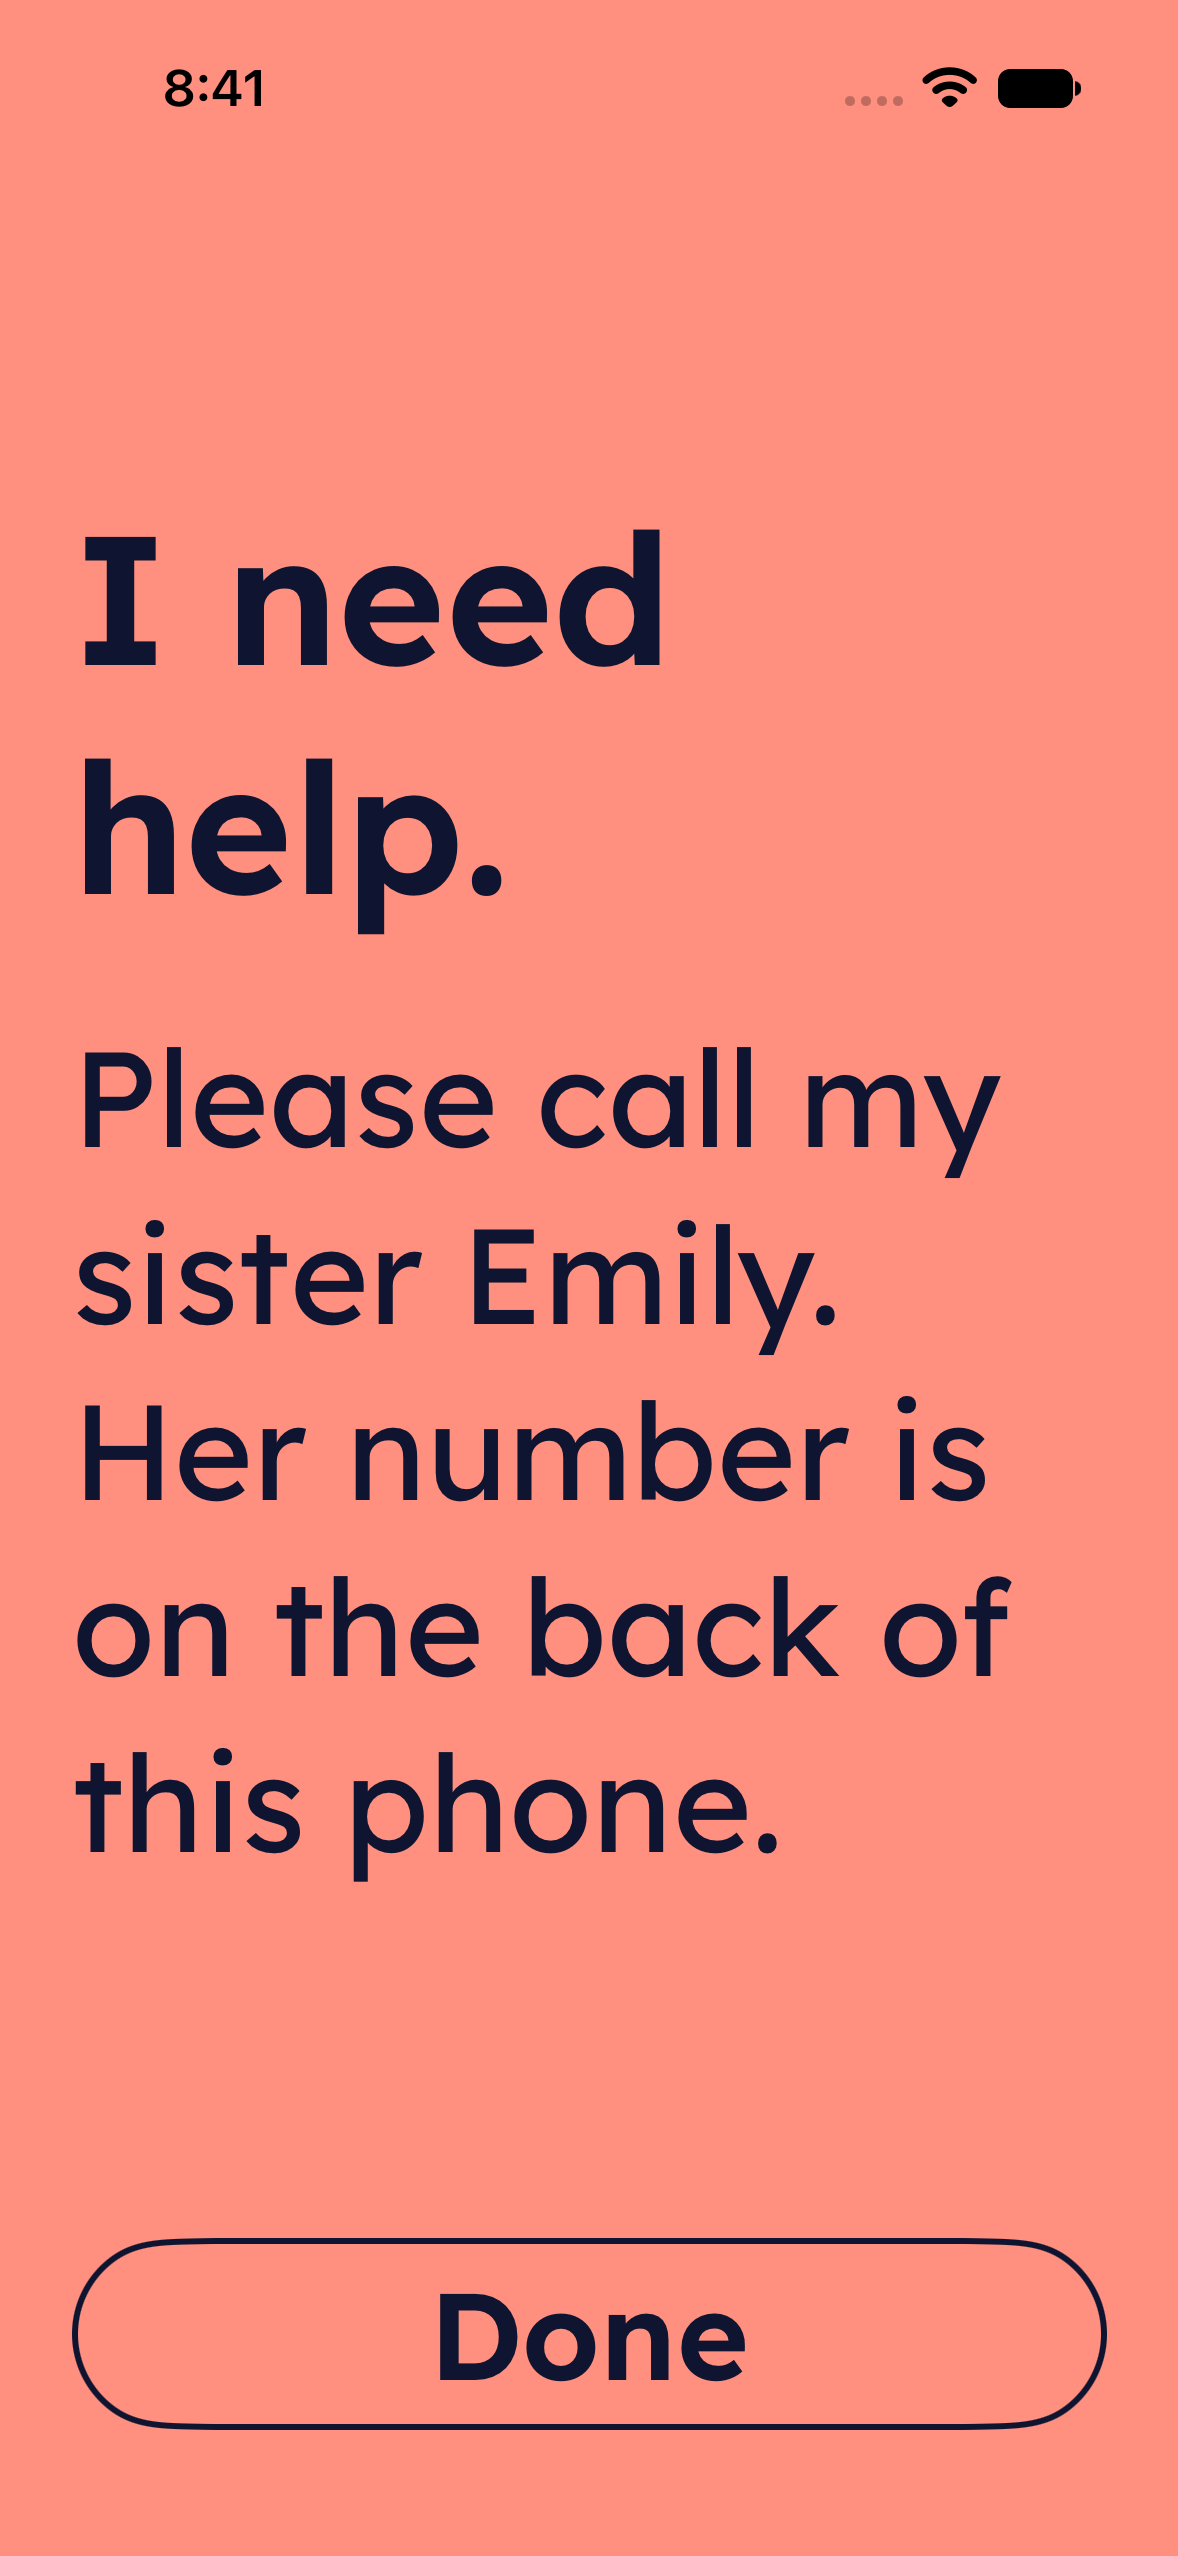 8:41
I need
help.
Please call my
sister Emily.
Her number is
on the back of
this phone.
Done